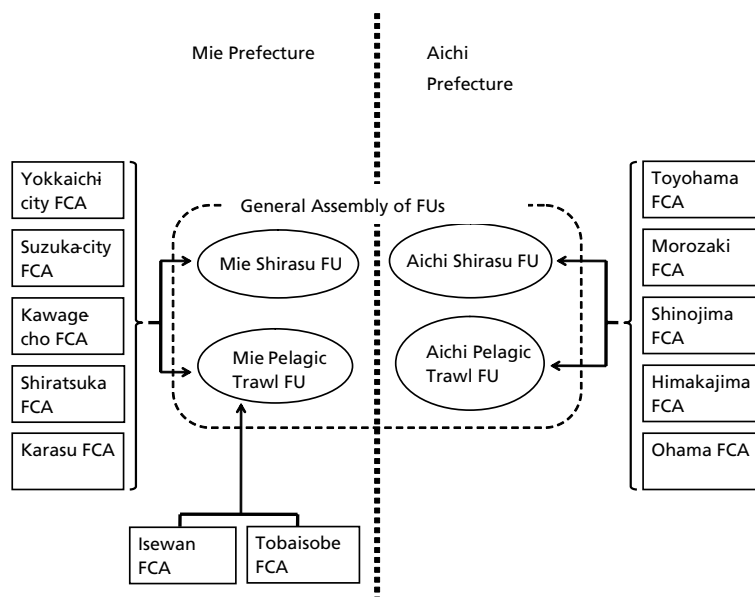 Mie Prefecture
Aichi
Prefecture
Yokkaichi-
city FCA
Suzuka-city
FCA
Kawage-
cho FCA
Shiratsuka
FCA
Karasu FCA
General Assembly of FUs
Mie Shirasu FU
Aichi Shirasu FU
Mie Pelagic
Trawl FU
Aichi Pelagic
Trawl FU
Toyohama
FCA
Morozaki
FCA
Shinojima
FCA
Himakajima
FCA
Ohama FCA
Isewan
FCA
Tobaisobe
FCA